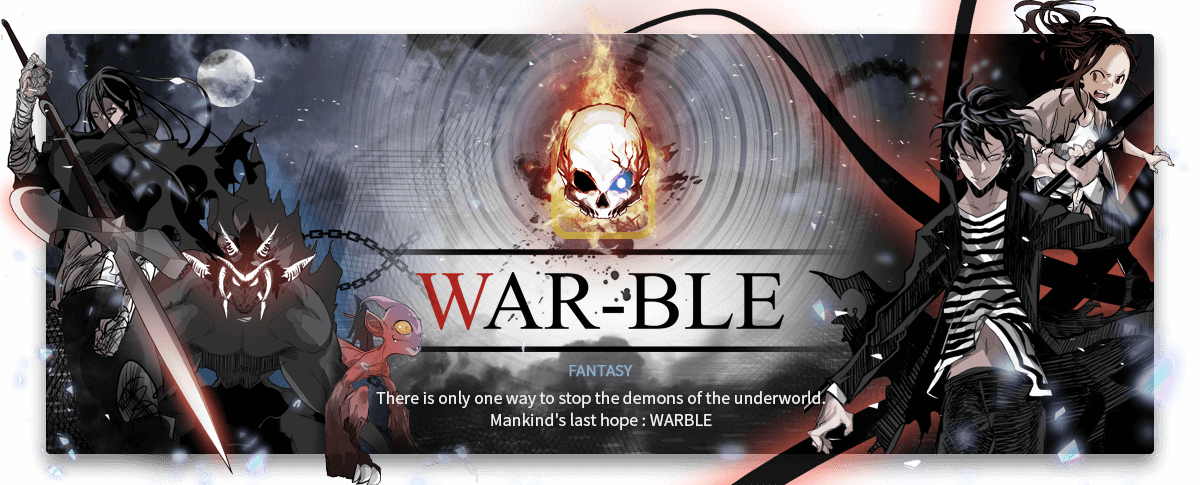 WAR-BLE
FANTASY
There is only one way to stop the demons of the underworld.
Mankind's last hope : WARBLE